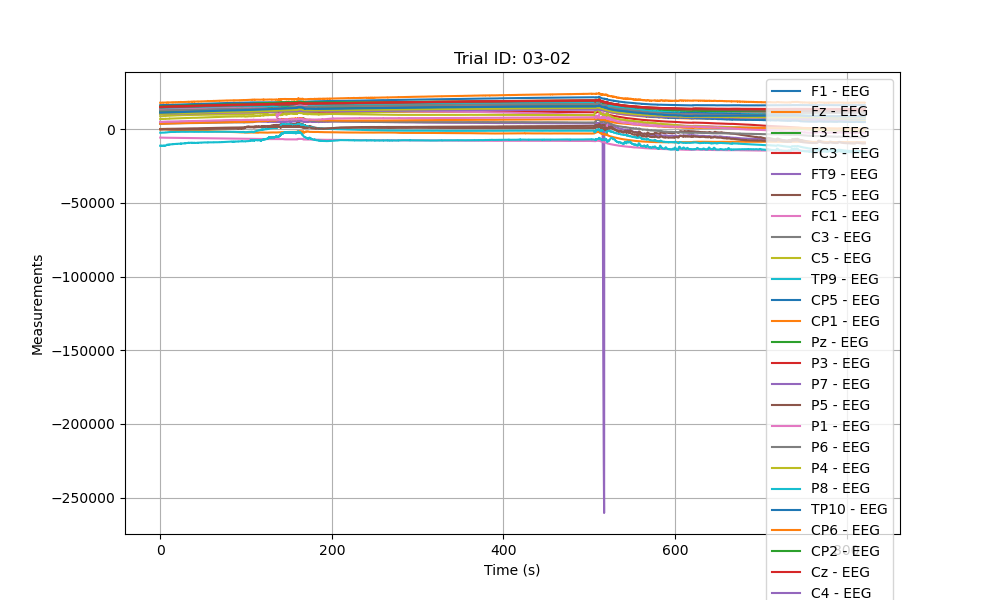 Trial ID: 03-02
Measurements
0
−50000
−100000
−150000
−200000
−250000
0
200
400
600
800
Time (s)
F1 - EEG
Fz - EEG
F3 - EEG
FC3 - EEG
FT9 - EEG
FC5 - EEG
FC1 - EEG
C3 - EEG
C5 - EEG
TP9 - EEG
CP5 - EEG
CP1 - EEG
Pz - EEG
P3 - EEG
P7 - EEG
P5 - EEG
P1 - EEG
P6 - EEG
P4 - EEG
P8 - EEG
TP10 - EEG
CP6 - EEG
CP2 - EEG
Cz - EEG
C4 - EEG